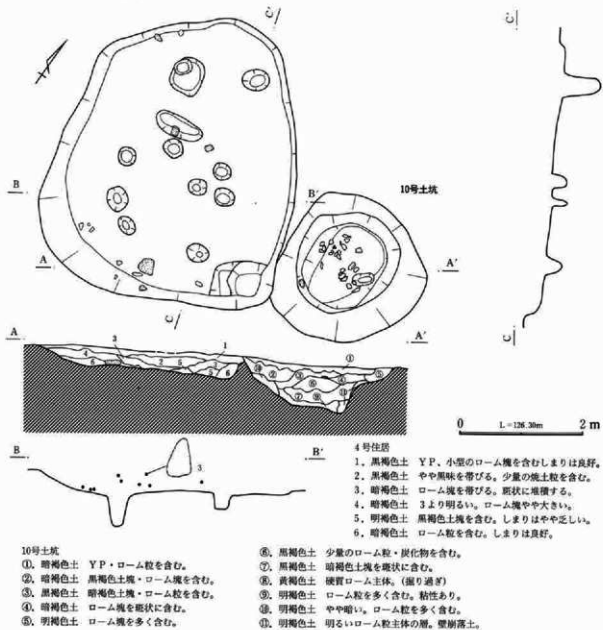 C'
C'
10号土坑
B
B'
A
A'
C
A'
C
A
3
1
①
4
2
5
3
6
5
6
⑩
②
③
④
⑤
⑥
⑦
⑨
⑪
0
L=126.30m
2 m
B
B'
3
4号住居
1. 黒褐色土 YP、小型のローム塊を含むしまりは良好。
2. 黒褐色土 やや黒味を帯びる。少量の焼土粒を含む。
3. 暗褐色土 ローム塊を帯びる。斑状に堆積する。
4. 暗褐色土 3より明るい。ローム塊やや大きい。
5. 明褐色土 黒褐色土塊を含む。しまりはやや乏しい。
6. 暗褐色土 ローム粒を含む。しまりは良好。
10号土坑
①. 暗褐色土 YP・ローム粒を含む。
②. 暗褐色土 黒褐色土塊・ローム塊を含む。
③. 黒褐色土 暗褐色土塊・ローム粒を含む。
④. 暗褐色土 ローム塊を斑状に含む。
⑤. 明褐色土 ローム塊を多く含む。
⑥. 黒褐色土 少量のローム粒・炭化物を含む。
⑦. 黒褐色土 暗褐色土塊を斑状に含む。
⑧. 黄褐色土 硬質ローム主体。(掘り過ぎ)
⑨. 明褐色土 ローム粒を多く含む。粘性あり。
⑩. 明褐色土 やや暗い。ローム粒を多く含む。
⑪. 明褐色土 明るいローム粒主体の層。壁崩落土。